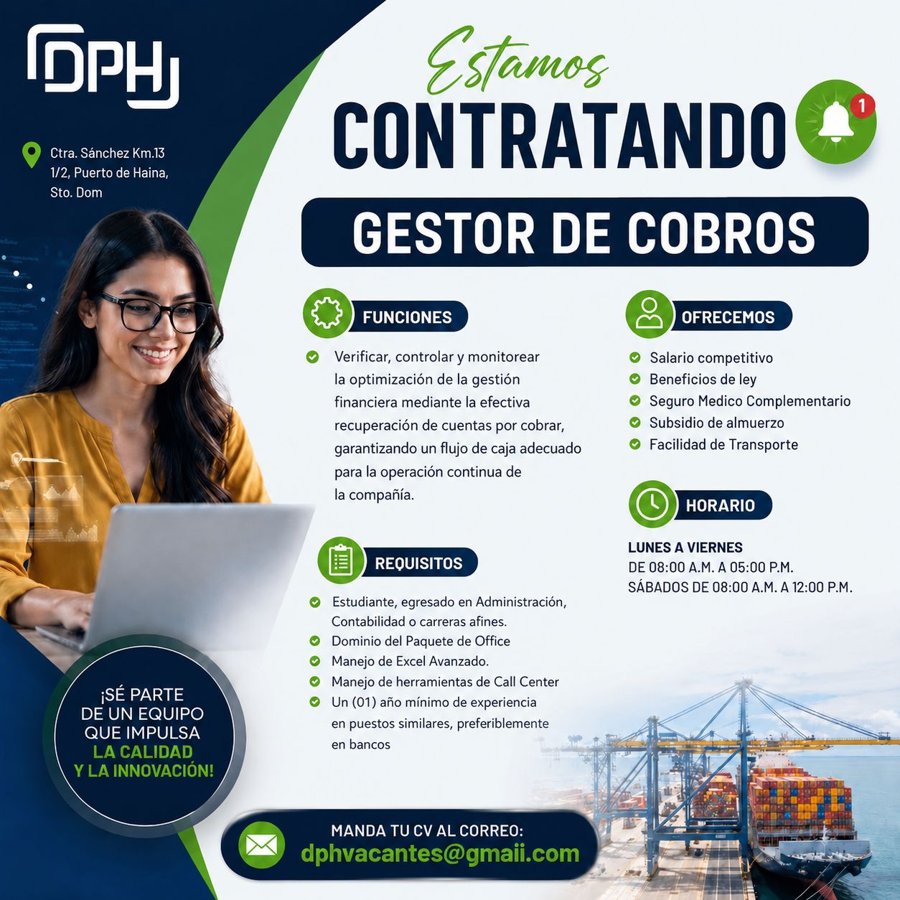 DPH
Ctra. Sánchez Km.13
1/2, Puerto de Haina,
Sto. Dom
Estamos
CONTRATANDO
1
GESTOR DE COBROS
FUNCIONES
Verificar, controlar y monitorear
la optimización de la gestión
financiera mediante la efectiva
recuperación de cuentas por cobrar,
garantizando un flujo de caja adecuado
para la operación continua de
la compañía.
REQUISITOS
Estudiante, egresado en Administración,
Contabilidad o carreras afines.
Dominio del Paquete de Office
Manejo de Excel Avanzado.
Manejo de herramientas de Call Center
Un (01) año mínimo de experiencia
en puestos similares, preferiblemente
en bancos
OFRECEMOS
Salario competitivo
Beneficios de ley
Seguro Medico Complementario
Subsidio de almuerzo
Facilidad de Transporte
HORARIO
LUNES A VIERNES
DE 08:00 A.M. A 05:00 P.M.
SÁBADOS DE 08:00 A.M. A 12:00 P.M.
¡SÉ PARTE
DE UN EQUIPO
QUE IMPULSA
LA CALIDAD
Y LA INNOVACIÓN!
MANDA TU CV AL CORREO:
dphvacantes@gmaii.com